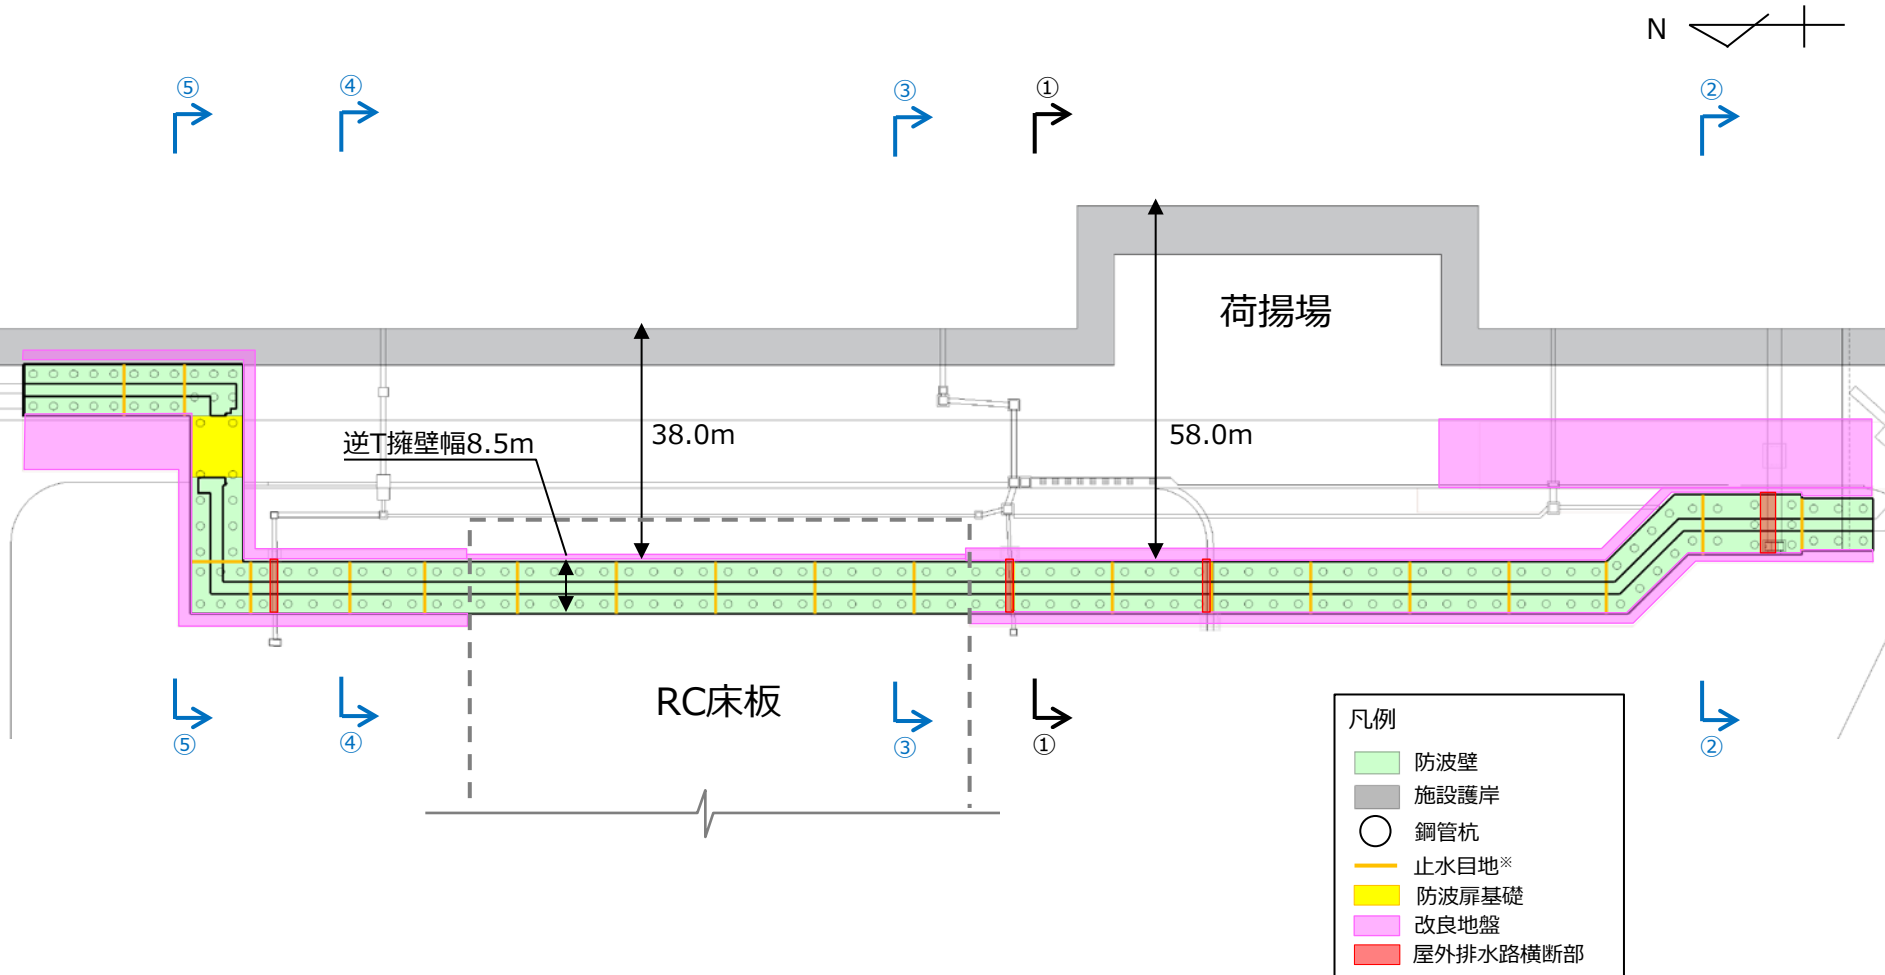 N
⑤
④
③
①
②
荷揚場
逆T擁壁幅8.5m
38.0m
58.0m
RC床板
⑤
④
③
①
②
凡例
防波壁
施設護岸
鋼管杭
止水目地※
防波扉基礎
改良地盤
屋外排水路横断部